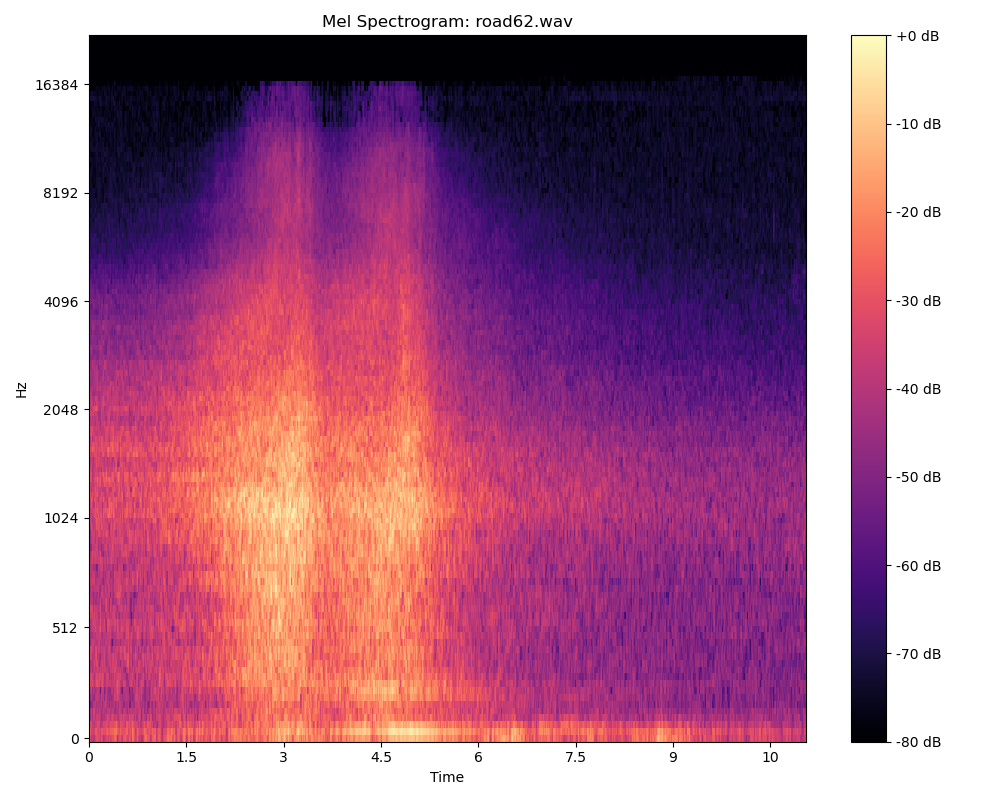 Mel Spectrogram: road62.wav
+0 dB
16384
-10 dB
8192
-20 dB
4096
-30 dB
Hz
2048
-40 dB
-50 dB
1024
-60 dB
512
-70 dB
0
-80 dB
0 1.5 3 4.5 6 7.5 9 10
Time